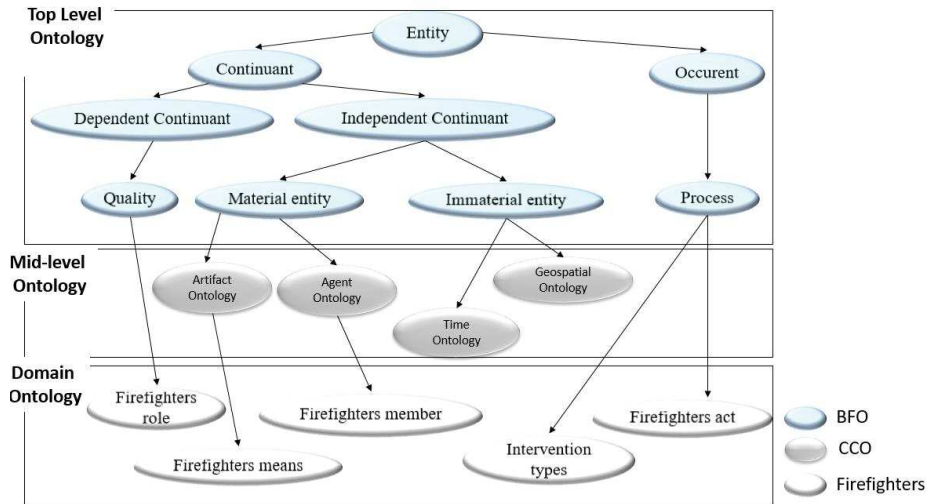 Top Level
Ontology
Entity
Continuant
Occurent
Dependent Continuant
Independent Continuant
Quality
Material entity
Immaterial entity
Process
Mid-level
Ontology
Artifact
Ontology
Agent
Ontology
Geospatial
Ontology
Time
Ontology
Domain
Ontology
Firefighters
role
Firefighters member
Firefighters act
Firefighters means
Intervention
types
BFO
CCO
Firefighters